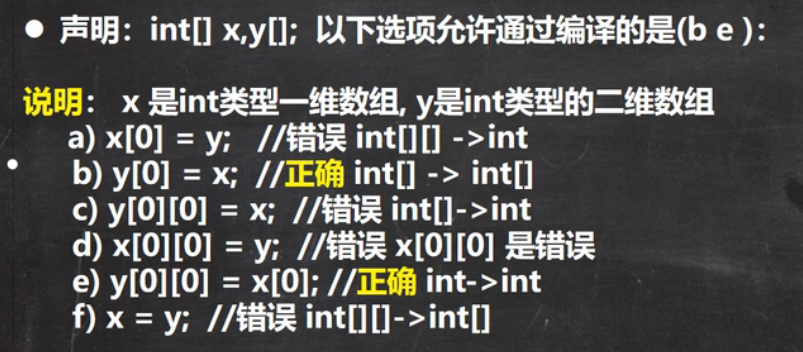 ● 声明：int[] x,y[]; 以下选项允许通过编译的是(b e )：
说明： x 是int类型一维数组, y是int类型的二维数组
a) x[0] = y; //错误 int[][] ->int
b) y[0] = x; //正确 int[] -> int[]
c) y[0][0] = x; //错误 int[]->int
d) x[0][0] = y; //错误 x[0][0] 是错误
e) y[0][0] = x[0]; //正确 int->int
f) x = y; //错误 int[][]->int[]